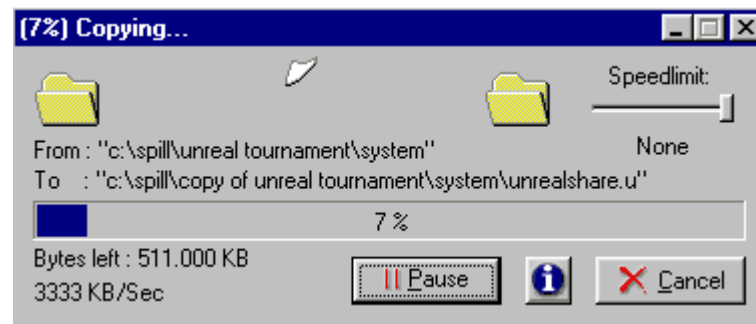 (7%) Copying...
Speedlimit:
From : "c:\spill\unreal tournament\system"
None
To : "c:\spill\copy of unreal tournament\system\unrealshare.u"
7 %
Bytes left : 511.000 KB
3333 KB/Sec
Pause
Cancel